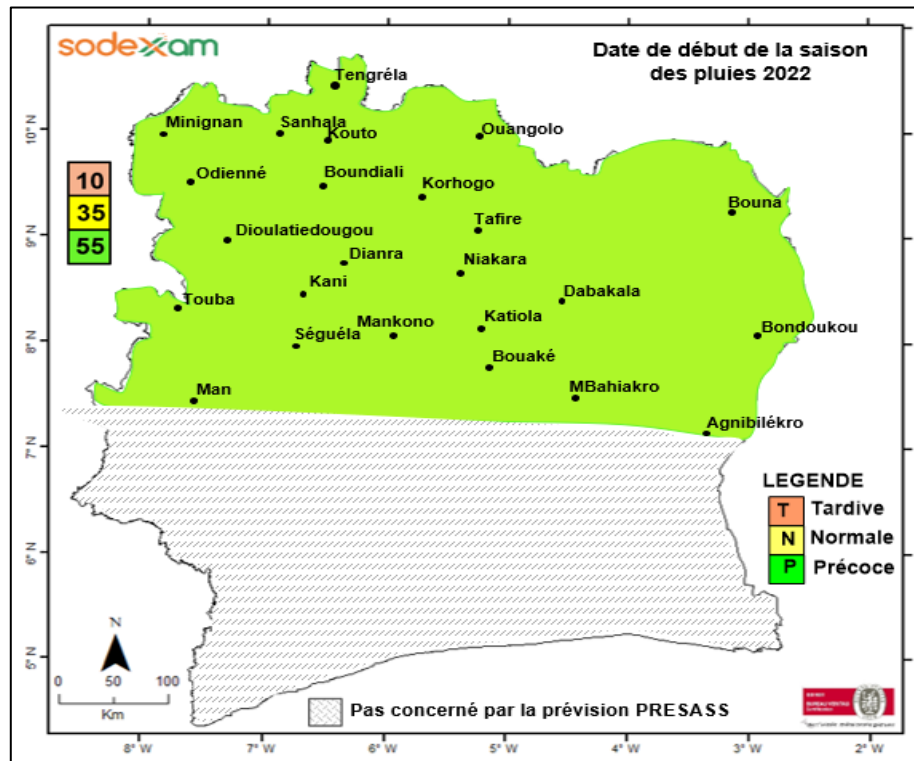 sodexam
Date de début de la saison
des pluies 2022
Tengréla
Minignan
Sanhala
Kouto
Ouangolo
Odienné
Boundiali
Korhogo
Bouna
Tafire
Dioulatiedougou
Dianra
Niakara
Kani
Dabakala
Touba
Mankono
Katiola
Bondoukou
Séguéla
Bouaké
Man
MBahiakro
Agnibilékro
10
35
55
LEGENDE
T Tardive
N Normale
P Précoce
N
0 50 100
Km
Pas concerné par la prévision PRESASS
BUREAU VERITAS
Certification
10° N
9° N
8° N
7° N
6° N
5° N
8° W 7° W 6° W 5° W 4° W 3° W 2° W